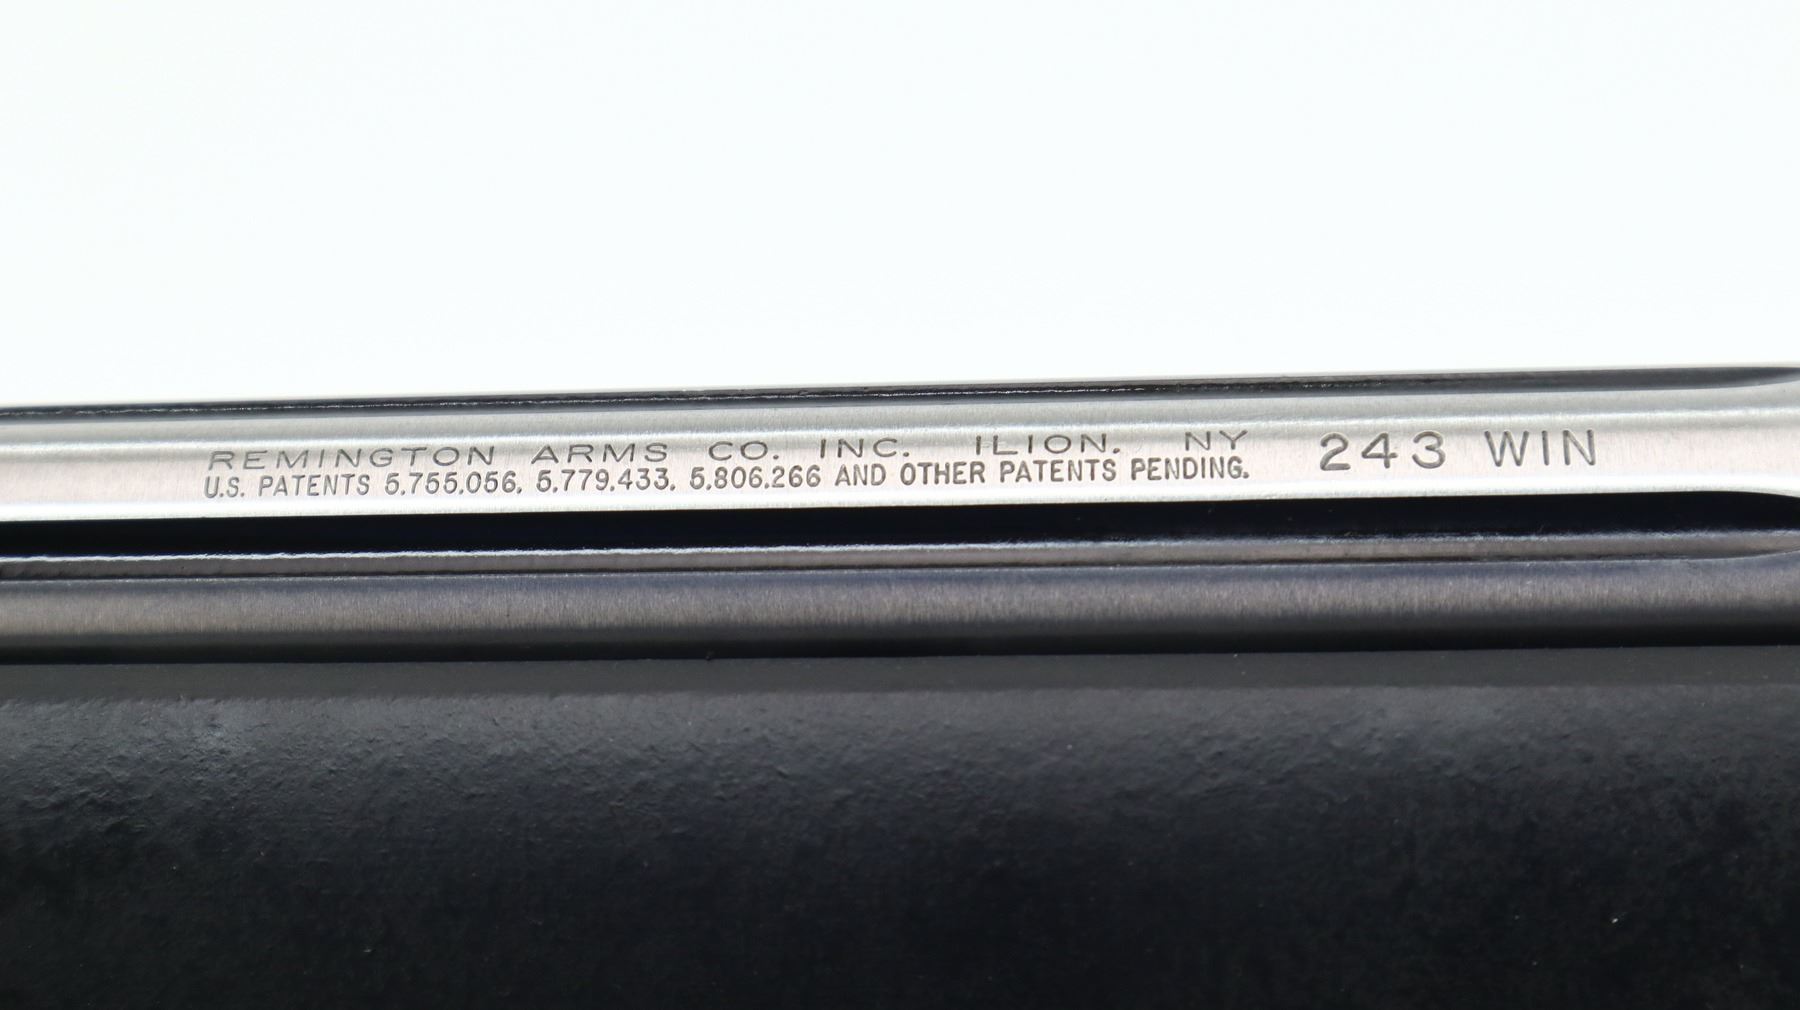 REMINGTON ARMS CO. INC. ILION, NY 243 WIN
U.S. PATENTS 5,755,056, 5,779,433, 5,806,266 AND OTHER PATENTS PENDING.